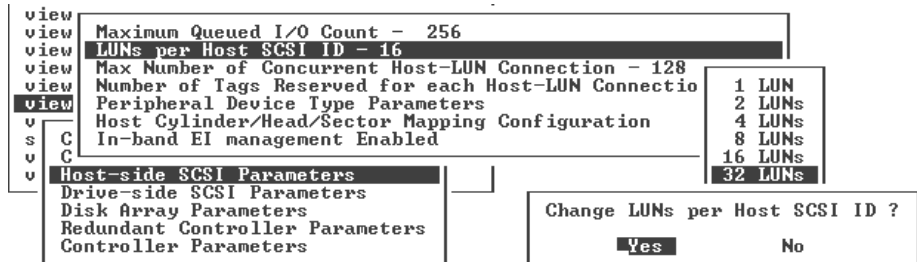 view
view Maximum Queued I/O Count - 256
view LUNs per Host SCSI ID - 16
view Max Number of Concurrent Host-LUN Connection - 128
view Number of Tags Reserved for each Host-LUN Connectio
view Peripheral Device Type Parameters
v Host Cylinder/Head/Sector Mapping Configuration
s C In-band EI management Enabled
v C
v Host-side SCSI Parameters
Drive-side SCSI Parameters
Disk Array Parameters
Redundant Controller Parameters
Controller Parameters
1 LUN
2 LUNs
4 LUNs
8 LUNs
16 LUNs
32 LUNs
Change LUNs per Host SCSI ID ?
Yes No